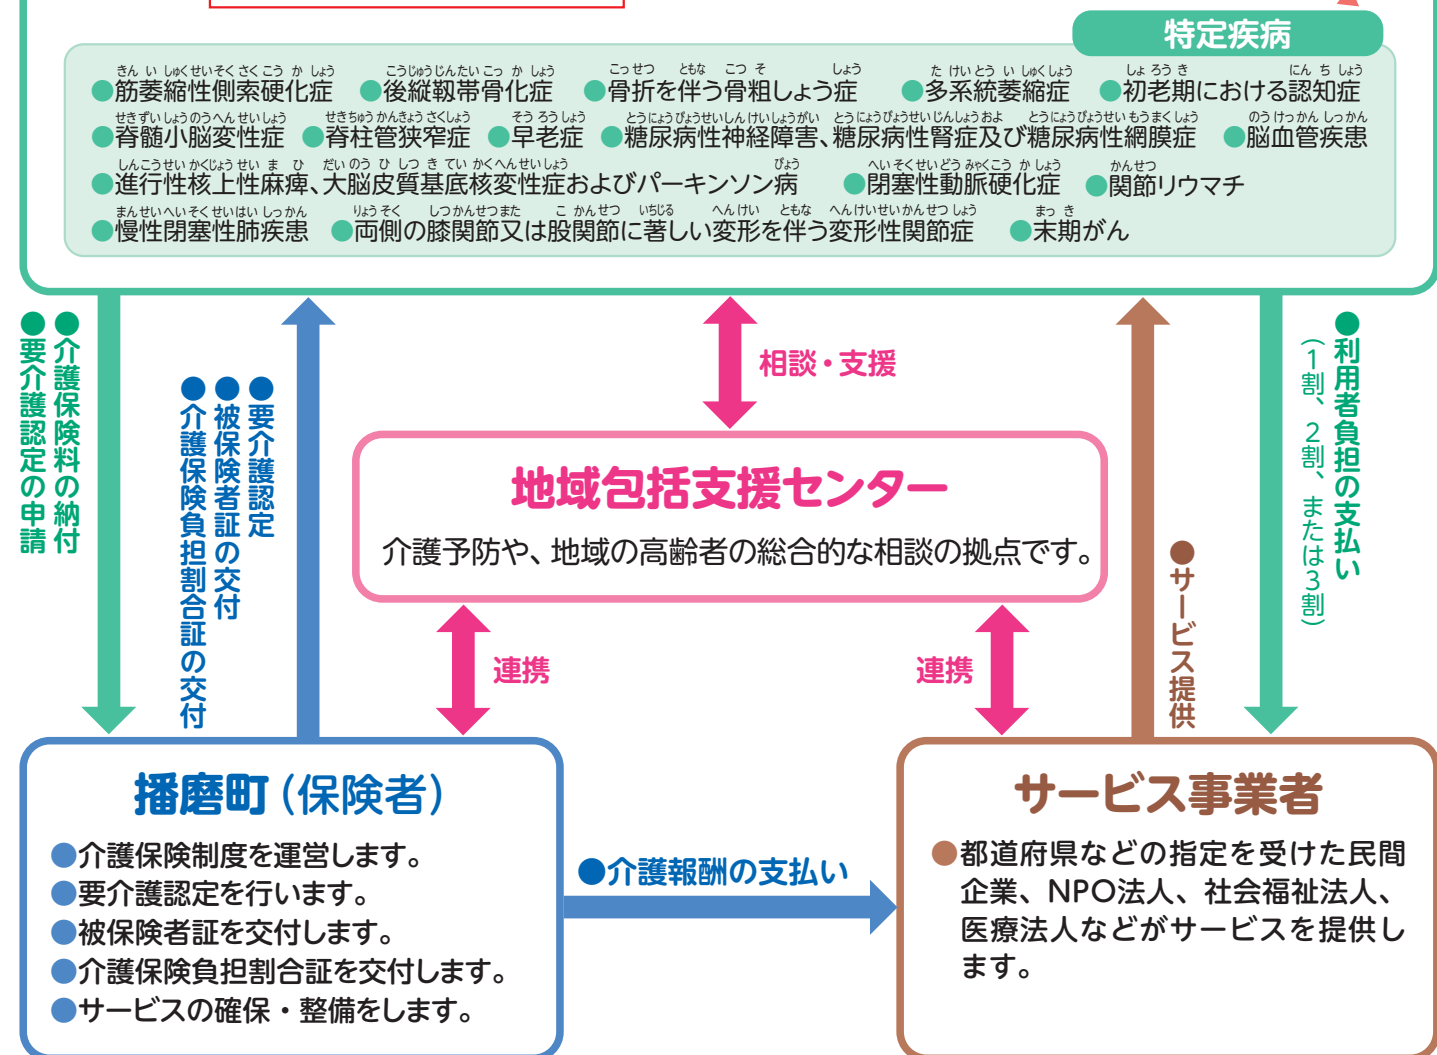 特定疾病
●筋萎縮性側索硬化症 ●後縦靱帯骨化症 ●骨折を伴う骨粗しょう症 ●多系統萎縮症 ●初老期における認知症
●脊髄小脳変性症 ●脊柱管狭窄症 ●早老症 ●糖尿病性神経障害、糖尿病性腎症及び糖尿病性網膜症 ●脳血管疾患
●進行性核上性麻痺、大脳皮質基底核変性症およびパーキンソン病 ●閉塞性動脈硬化症 ●関節リウマチ
●慢性閉塞性肺疾患 ●両側の膝関節又は股関節に著しい変形を伴う変形性関節症 ●末期がん
●介護保険料の納付
●要介護認定の申請
●要介護認定
●被保険者証の交付
●介護保険負担割合証の交付
相談・支援
●利用者負担の支払い
（1割、2割、または3割）
●サービス提供
地域包括支援センター
介護予防や、地域の高齢者の総合的な相談の拠点です。
連携
連携
播磨町（保険者）
●介護保険制度を運営します。
●要介護認定を行います。
●被保険者証を交付します。
●介護保険負担割合証を交付します。
●サービスの確保・整備をします。
●介護報酬の支払い
サービス事業者
●都道府県などの指定を受けた民間
企業、NPO法人、社会福祉法人、
医療法人などがサービスを提供し
ます。